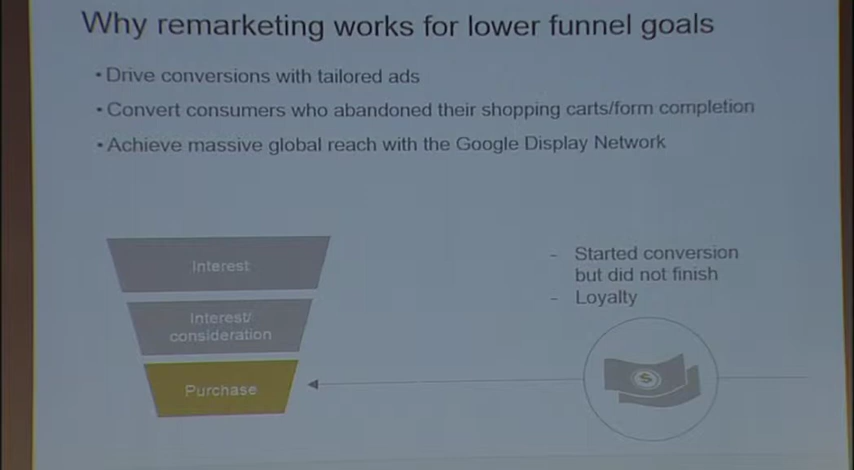 Why remarketing works for lower funnel goals
• Drive conversions with tailored ads
• Convert consumers who abandoned their shopping carts/form completion
• Achieve massive global reach with the Google Display Network
Interest
Interest/
consideration
Purchase
- Started conversion
but did not finish
- Loyalty
$